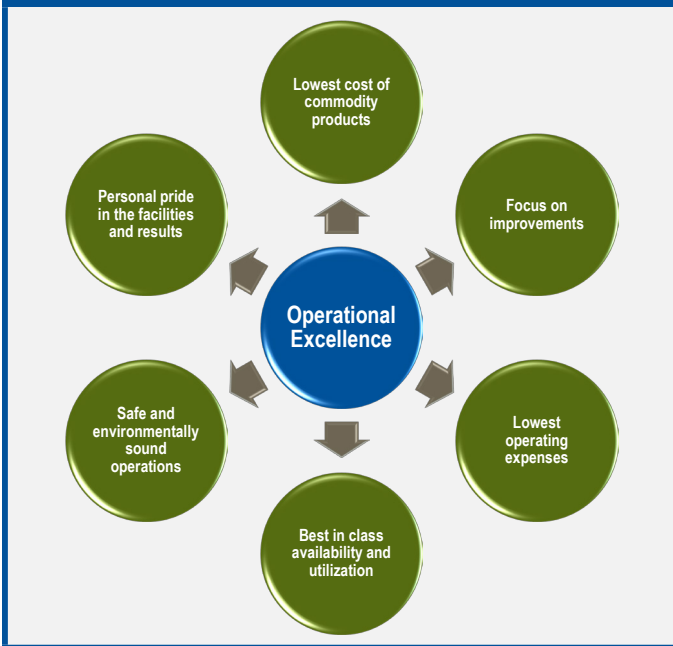 Lowest cost of
commodity
products
Personal pride
in the facilities
and results
Focus on
improvements
Operational
Excellence
Safe and
environmentally
sound
operations
Lowest
operating
expenses
Best in class
availability and
utilization